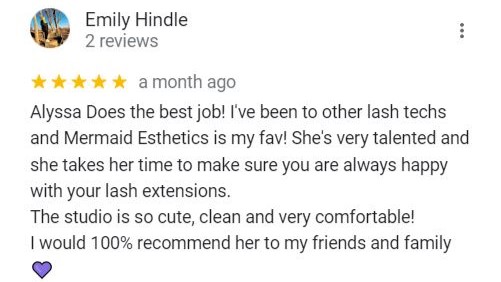 Emily Hindle
2 reviews
a month ago
Alyssa Does the best job! I've been to other lash techs
and Mermaid Esthetics is my fav! She's very talented and
she takes her time to make sure you are always happy
with your lash extensions.
The studio is so cute, clean and very comfortable!
I would 100% recommend her to my friends and family
💜